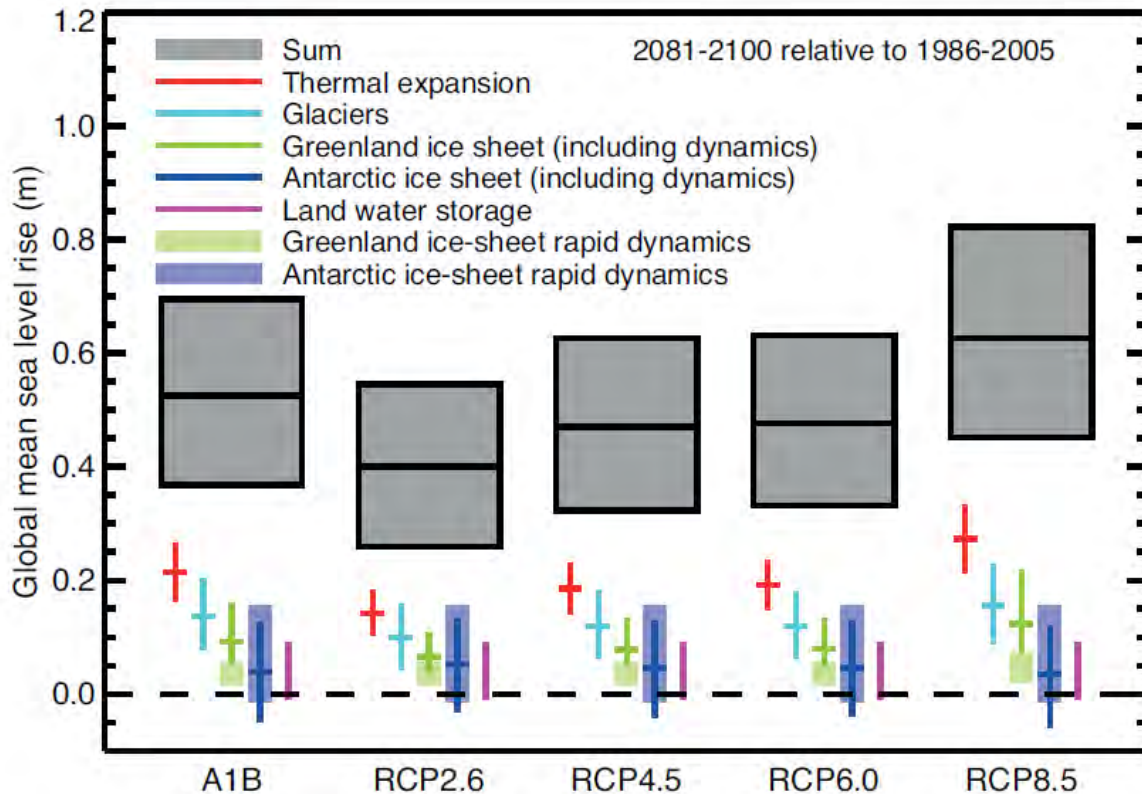 Global mean sea level rise (m)
1.2
1.0
0.8
0.6
0.4
0.2
0.0
2081-2100 relative to 1986-2005
Sum
Thermal expansion
Glaciers
Greenland ice sheet (including dynamics)
Antarctic ice sheet (including dynamics)
Land water storage
Greenland ice-sheet rapid dynamics
Antarctic ice-sheet rapid dynamics
A1B RCP2.6 RCP4.5 RCP6.0 RCP8.5